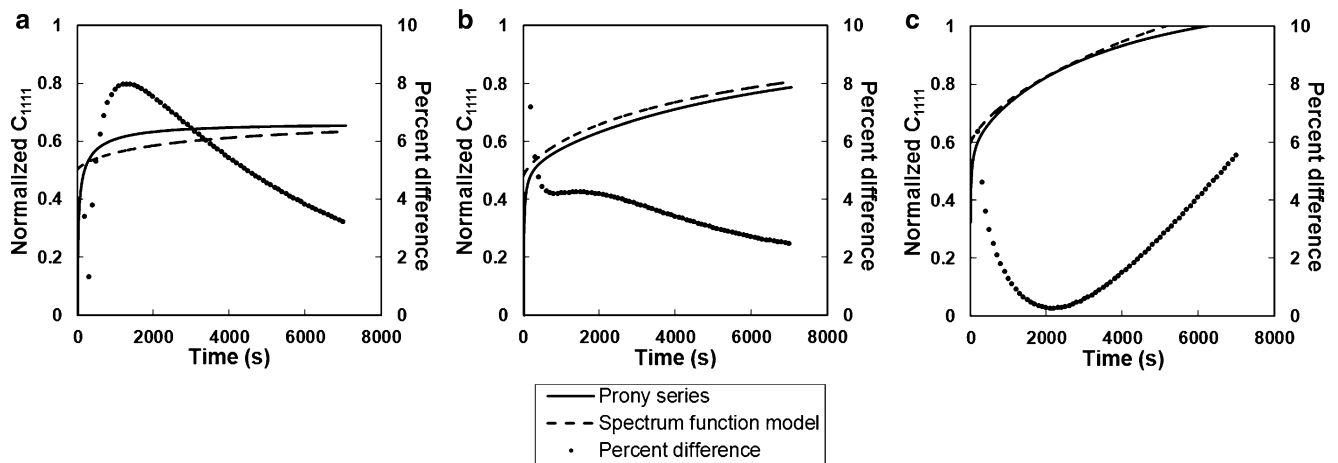 a
b
c
1
0.8
0.6
0.4
0.2
0
Normalized C1111
10
8
6
4
2
0
Percent difference
0 2000 4000 6000 8000
Time (s)
1
0.8
0.6
0.4
0.2
0
Normalized C1111
10
8
6
4
2
0
Percent difference
0 2000 4000 6000 8000
Time (s)
1
0.8
0.6
0.4
0.2
0
Normalized C1111
10
8
6
4
2
0
Percent difference
0 2000 4000 6000 8000
Time (s)
Prony series
Spectrum function model
Percent difference